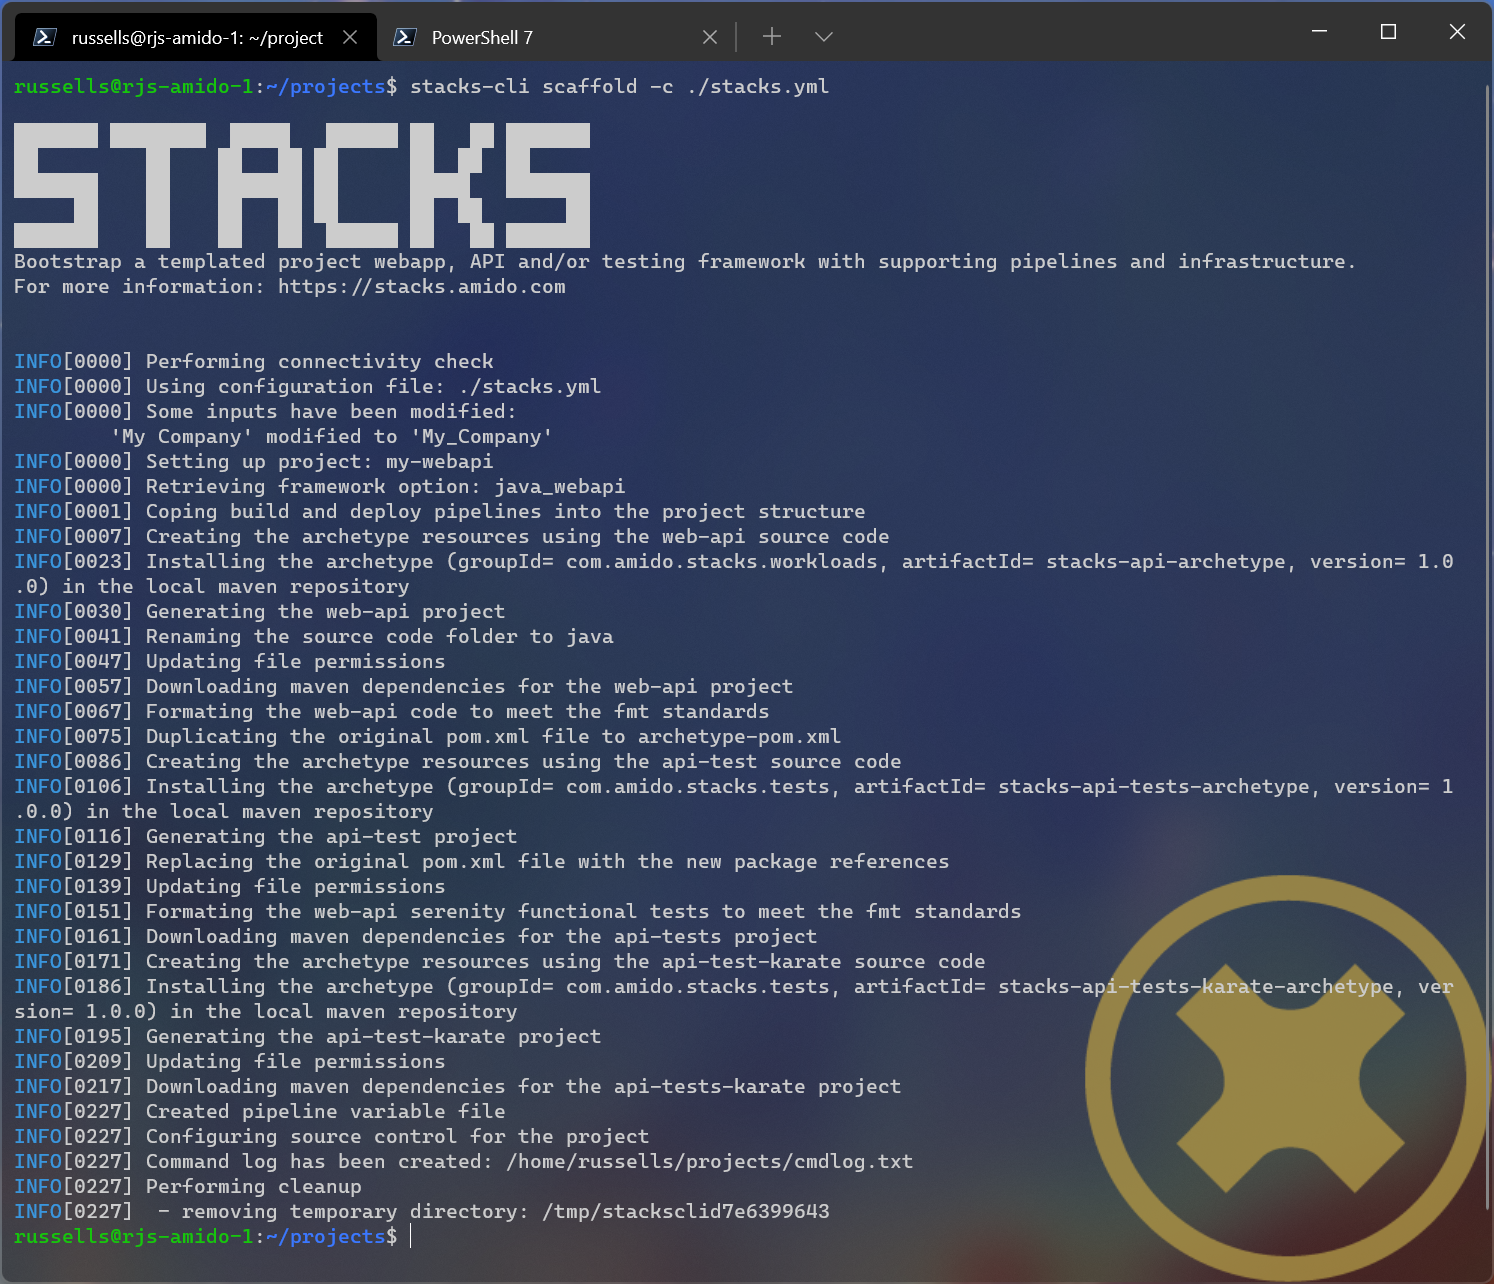 russells@rjs-amido-1: ~/project
PowerShell 7
russells@rjs-amido-1:~/projects$ stacks-cli scaffold -c ./stacks.yml
STACKS
Bootstrap a templated project webapp, API and/or testing framework with supporting pipelines and infrastructure.
For more information: https://stacks.amido.com
INFO[0000] Performing connectivity check
INFO[0000] Using configuration file: ./stacks.yml
INFO[0000] Some inputs have been modified:
'My Company' modified to 'My_Company'
INFO[0000] Setting up project: my-webapi
INFO[0000] Retrieving framework option: java_webapi
INFO[0001] Coping build and deploy pipelines into the project structure
INFO[0007] Creating the archetype resources using the web-api source code
INFO[0023] Installing the archetype (groupId= com.amido.stacks.workloads, artifactId= stacks-api-archetype, version= 1.0
.0) in the local maven repository
INFO[0030] Generating the web-api project
INFO[0041] Renaming the source code folder to java
INFO[0047] Updating file permissions
INFO[0057] Downloading maven dependencies for the web-api project
INFO[0067] Formating the web-api code to meet the fmt standards
INFO[0075] Duplicating the original pom.xml file to archetype-pom.xml
INFO[0086] Creating the archetype resources using the api-test source code
INFO[0106] Installing the archetype (groupId= com.amido.stacks.tests, artifactId= stacks-api-tests-archetype, version= 1
.0.0) in the local maven repository
INFO[0116] Generating the api-test project
INFO[0129] Replacing the original pom.xml file with the new package references
INFO[0139] Updating file permissions
INFO[0151] Formating the web-api serenity functional tests to meet the fmt standards
INFO[0161] Downloading maven dependencies for the api-tests project
INFO[0171] Creating the archetype resources using the api-test-karate source code
INFO[0186] Installing the archetype (groupId= com.amido.stacks.tests, artifactId= stacks-api-tests-karate-archetype, ver
sion= 1.0.0) in the local maven repository
INFO[0195] Generating the api-test-karate project
INFO[0209] Updating file permissions
INFO[0217] Downloading maven dependencies for the api-tests-karate project
INFO[0227] Created pipeline variable file
INFO[0227] Configuring source control for the project
INFO[0227] Command log has been created: /home/russells/projects/cmdlog.txt
INFO[0227] Performing cleanup
INFO[0227]  - removing temporary directory: /tmp/stacksclid7e6399643
russells@rjs-amido-1:~/projects$